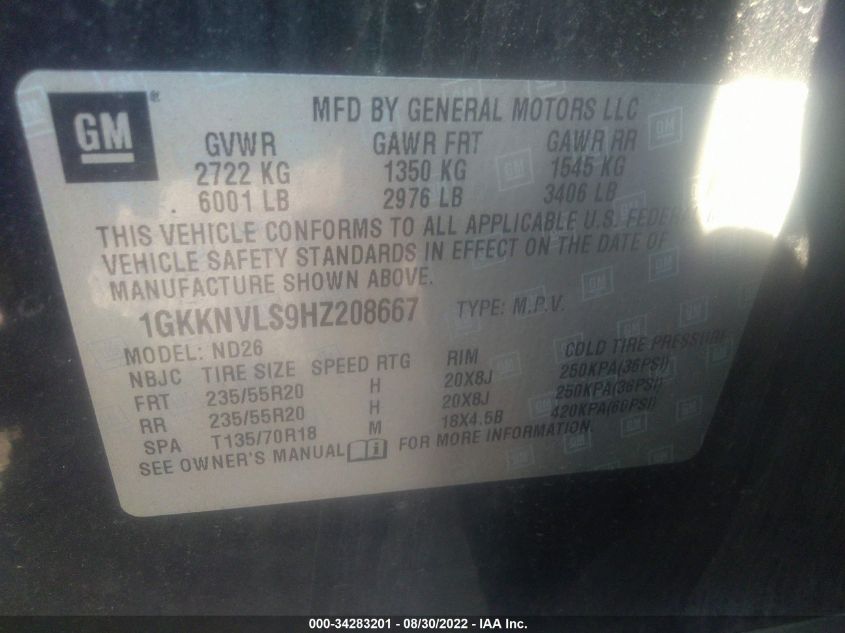 GM
MFD BY GENERAL MOTORS LLC
GVWR GAWR FRT GAWR RR
2722 KG 1350 KG 1545 KG
6001 LB 2976 LB 3406 LB
THIS VEHICLE CONFORMS TO ALL APPLICABLE U.S.
VEHICLE SAFETY STANDARDS IN EFFECT ON THE DATE OF
MANUFACTURE SHOWN ABOVE.
1GKKNVLS9HZ208667 TYPE: M.P.V.
MODEL: ND26
NBJC TIRE SIZE SPEED RTG RIM COLD TIRE PRESSURE
FRT 235/55R20 H 20X8J 250KPA(36PSI)
RR 235/55R20 H 20X8J 250KPA(36PSI)
SPA T135/70R18 M 18X4.5B 420KPA(60PSI)
SEE OWNER'S MANUAL FOR MORE INFORMATION.
000-34283201 - 08/30/2022 - IAA Inc.